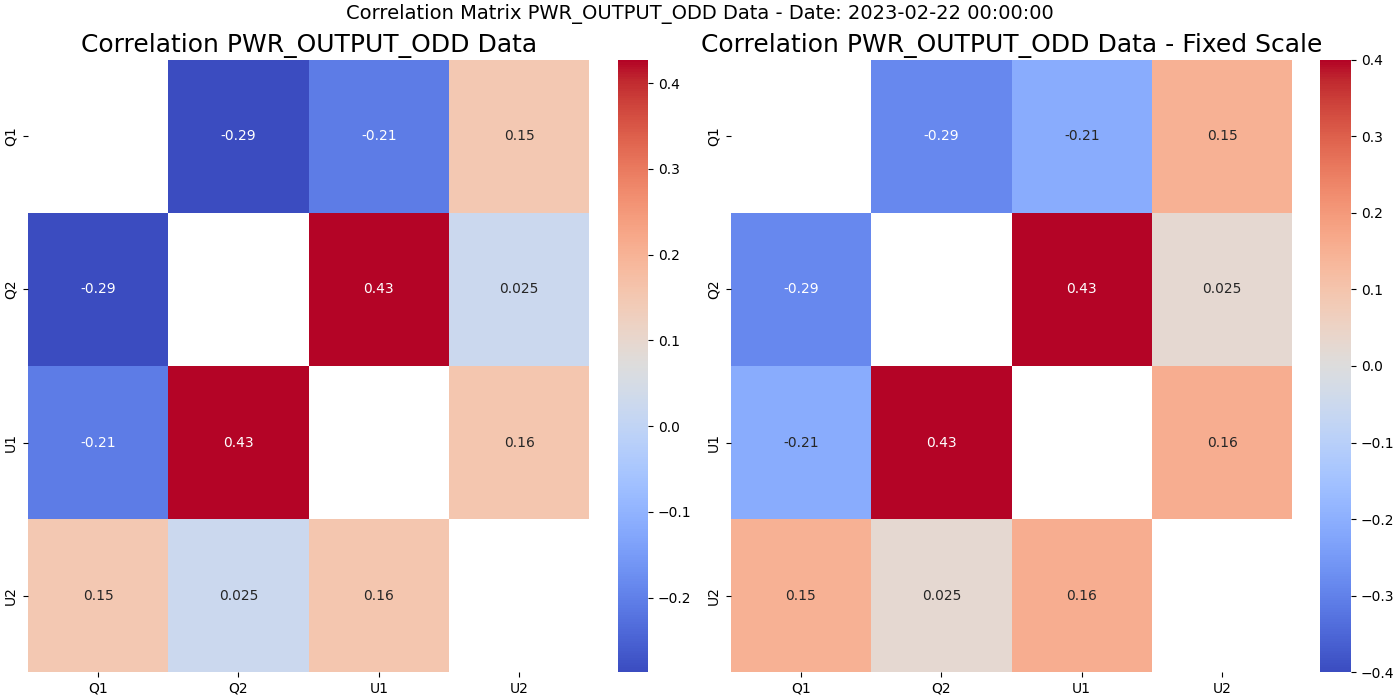 Correlation Matrix PWR_OUTPUT_ODD Data - Date: 2023-02-22 00:00:00
Correlation PWR_OUTPUT_ODD Data
Q1
-0.29
-0.21
0.15
Q2
-0.29
0.43
0.025
U1
-0.21
0.43
0.16
U2
0.15
0.025
0.16
Q1
Q2
U1
U2
0.4
0.3
0.2
0.1
0.0
−0.1
−0.2
Correlation PWR_OUTPUT_ODD Data - Fixed Scale
Q1
-0.29
-0.21
0.15
Q2
-0.29
0.43
0.025
U1
-0.21
0.43
0.16
U2
0.15
0.025
0.16
Q1
Q2
U1
U2
0.4
0.3
0.2
0.1
0.0
−0.1
−0.2
−0.3
−0.4